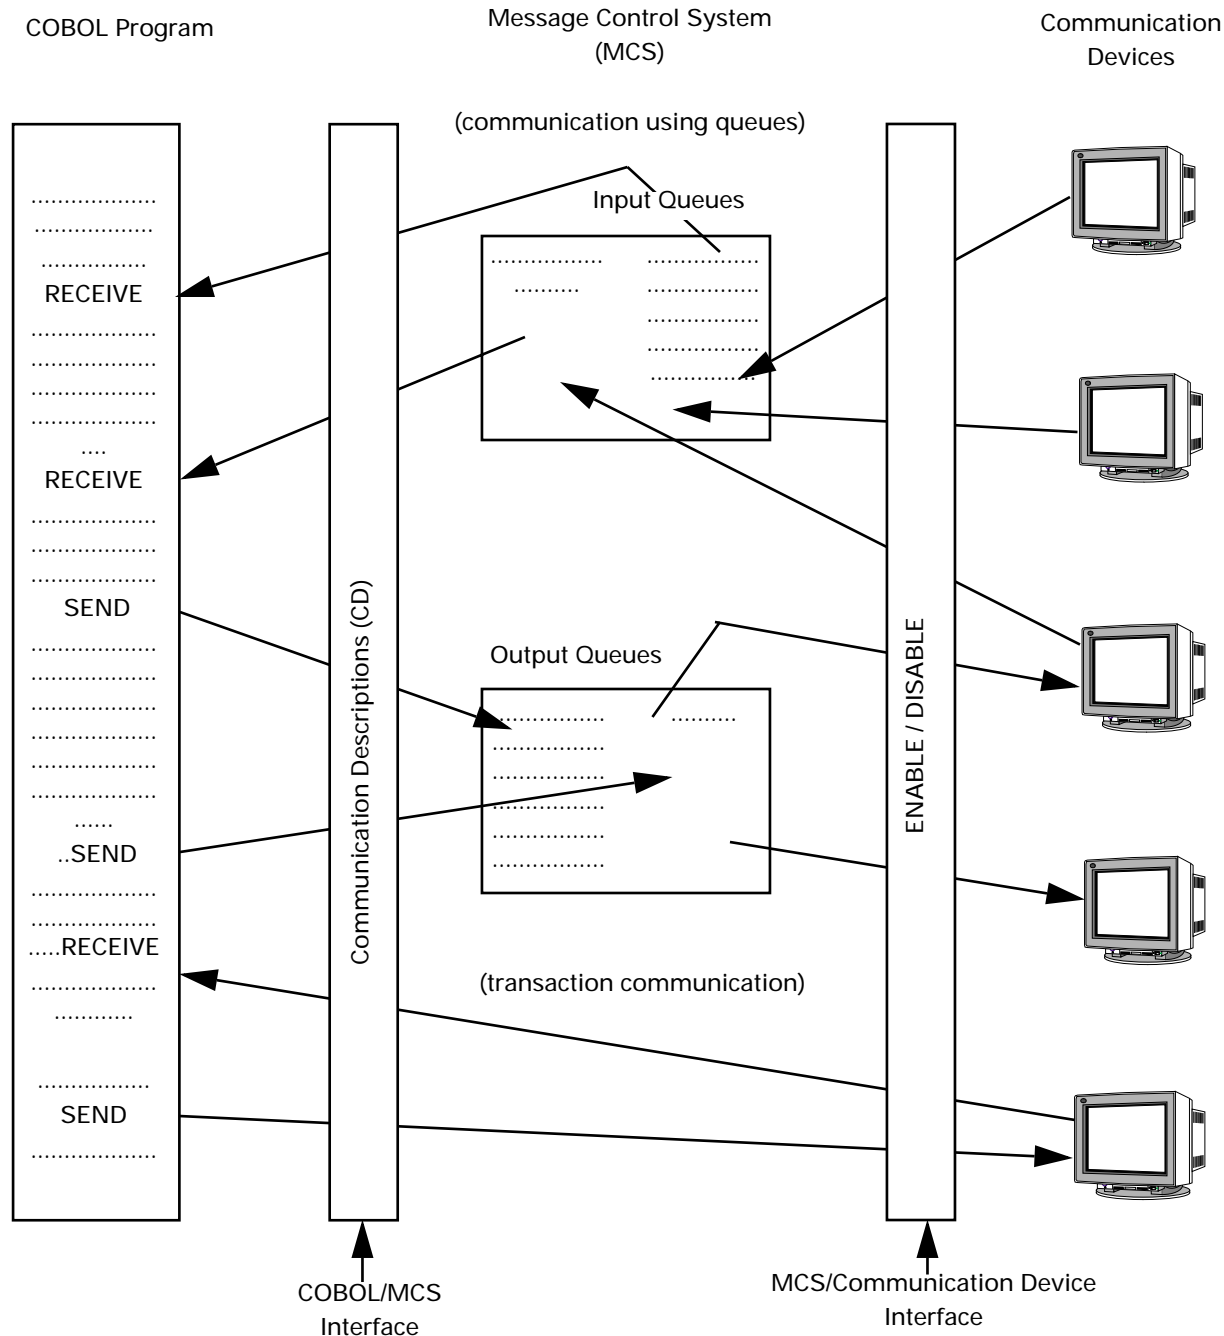 COBOL Program
Message Control System
(MCS)
Communication
Devices
(communication using queues)
Input Queues
...................
..................
................
RECEIVE
...................
...................
...................
...................
....
RECEIVE
...................
...................
...................
SEND
...................
...................
...................
...................
...................
...................
......
..SEND
...................
...................
.....RECEIVE
...................
............
.................
SEND
...................
Communication Descriptions (CD)
.................
..........
.................
.................
.................
.................
................
Output Queues
.................
.................
.................
.................
.................
.................
..........
(transaction communication)
ENABLE / DISABLE
COBOL/MCS
Interface
MCS/Communication Device
Interface